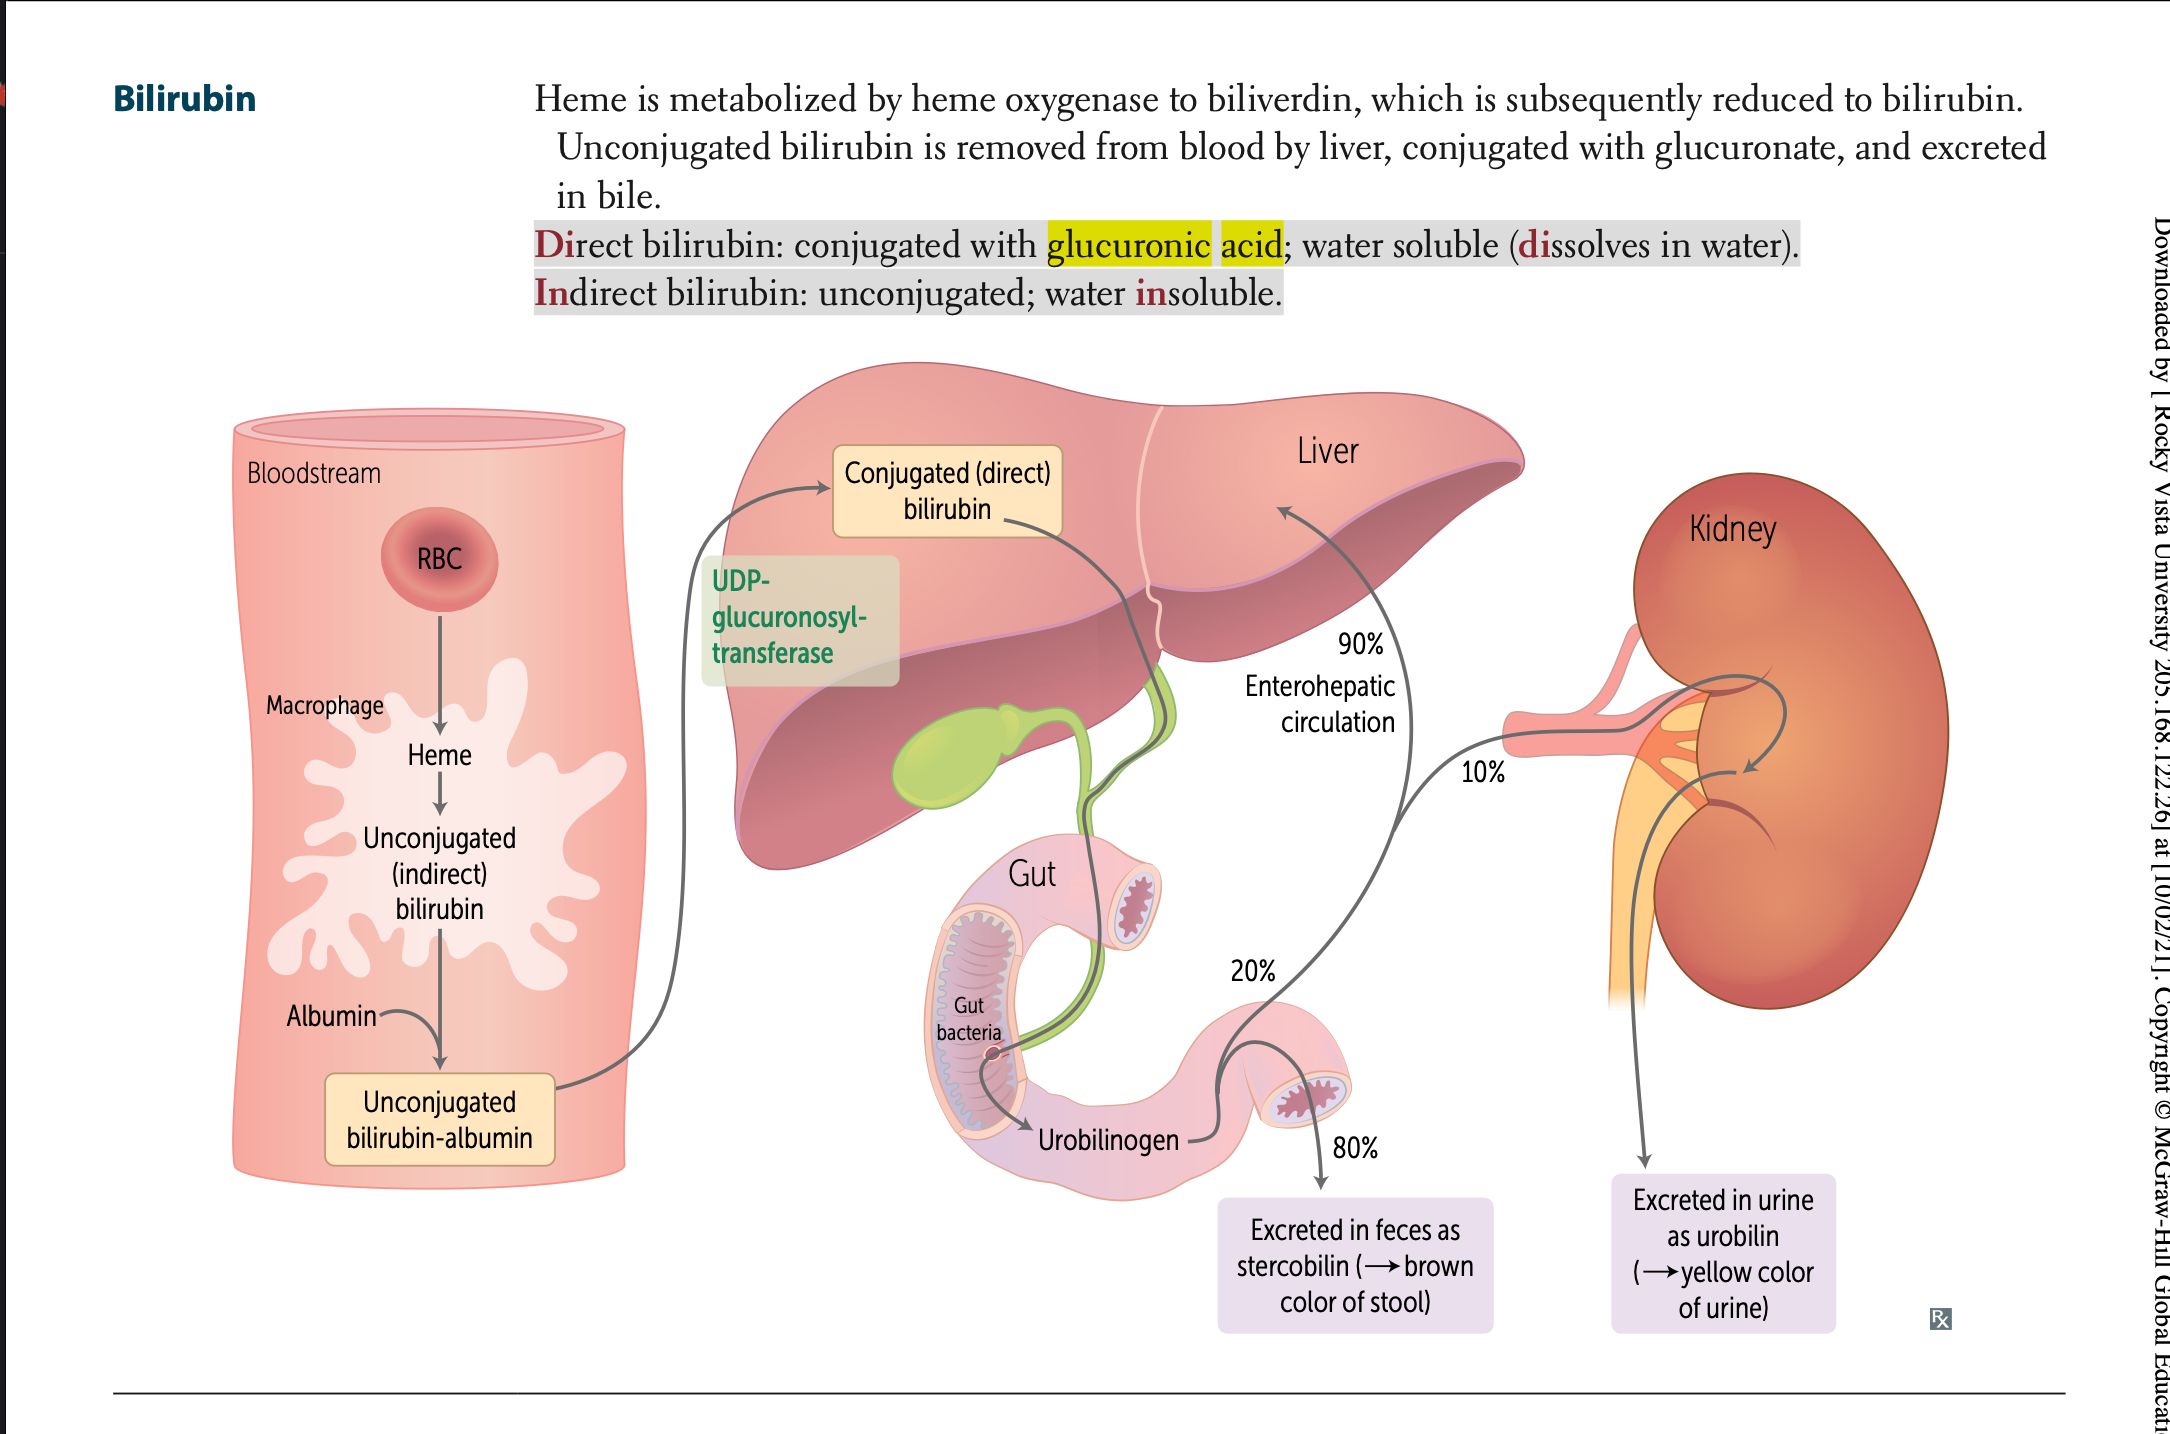 Bilirubin
Heme is metabolized by heme oxygenase to biliverdin, which is subsequently reduced to bilirubin.
Unconjugated bilirubin is removed from blood by liver, conjugated with glucuronate, and excreted
in bile.
Direct bilirubin: conjugated with glucuronic acid; water soluble (dissolves in water).
Indirect bilirubin: unconjugated; water insoluble.
Bloodstream
RBC
Macrophage
Heme
Unconjugated
(indirect)
bilirubin
Albumin
Unconjugated
bilirubin-albumin
Conjugated (direct)
bilirubin
UDP-
glucuronosyl-
transferase
Liver
90%
Enterohepatic
circulation
Kidney
10%
Gut
Gut
bacteria
20%
Urobilinogen
80%
Excreted in feces as
stercobilin (→brown
color of stool)
Excreted in urine
as urobilin
(→yellow color
of urine)
Rx
Downloaded by [ Rocky Vista University 205.168.122.26] at [10/02/21]. Copyright © McGraw-Hill Global Educati